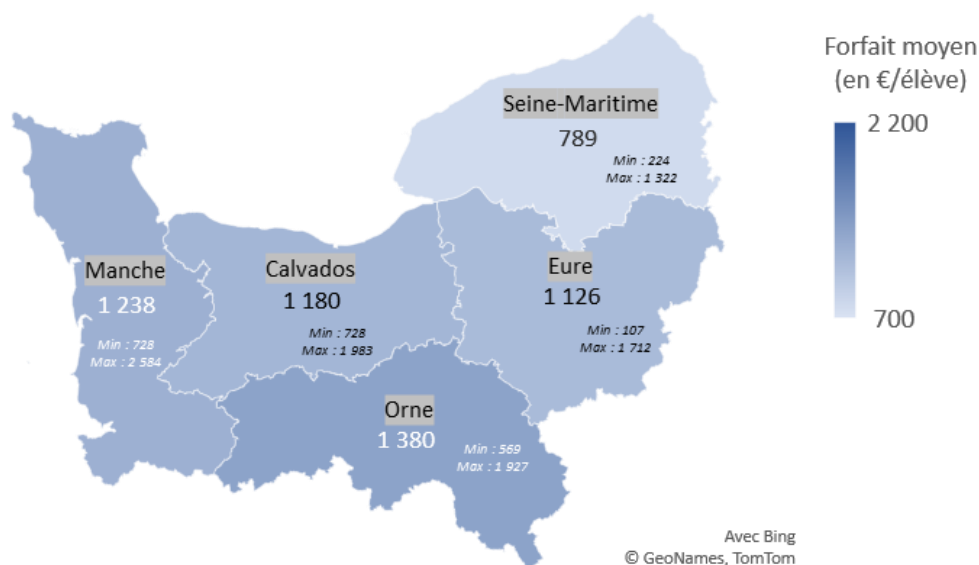 Forfait moyen
(en €/élève)
2 200
700
Seine-Maritime
789
Min : 224
Max : 1 322
Manche
1 238
Min : 728
Max : 2 584
Calvados
1 180
Min : 728
Max : 1 983
Eure
1 126
Min : 107
Max : 1 712
Orne
1 380
Min : 569
Max : 1 927
Avec Bing
© GeoNames, TomTom